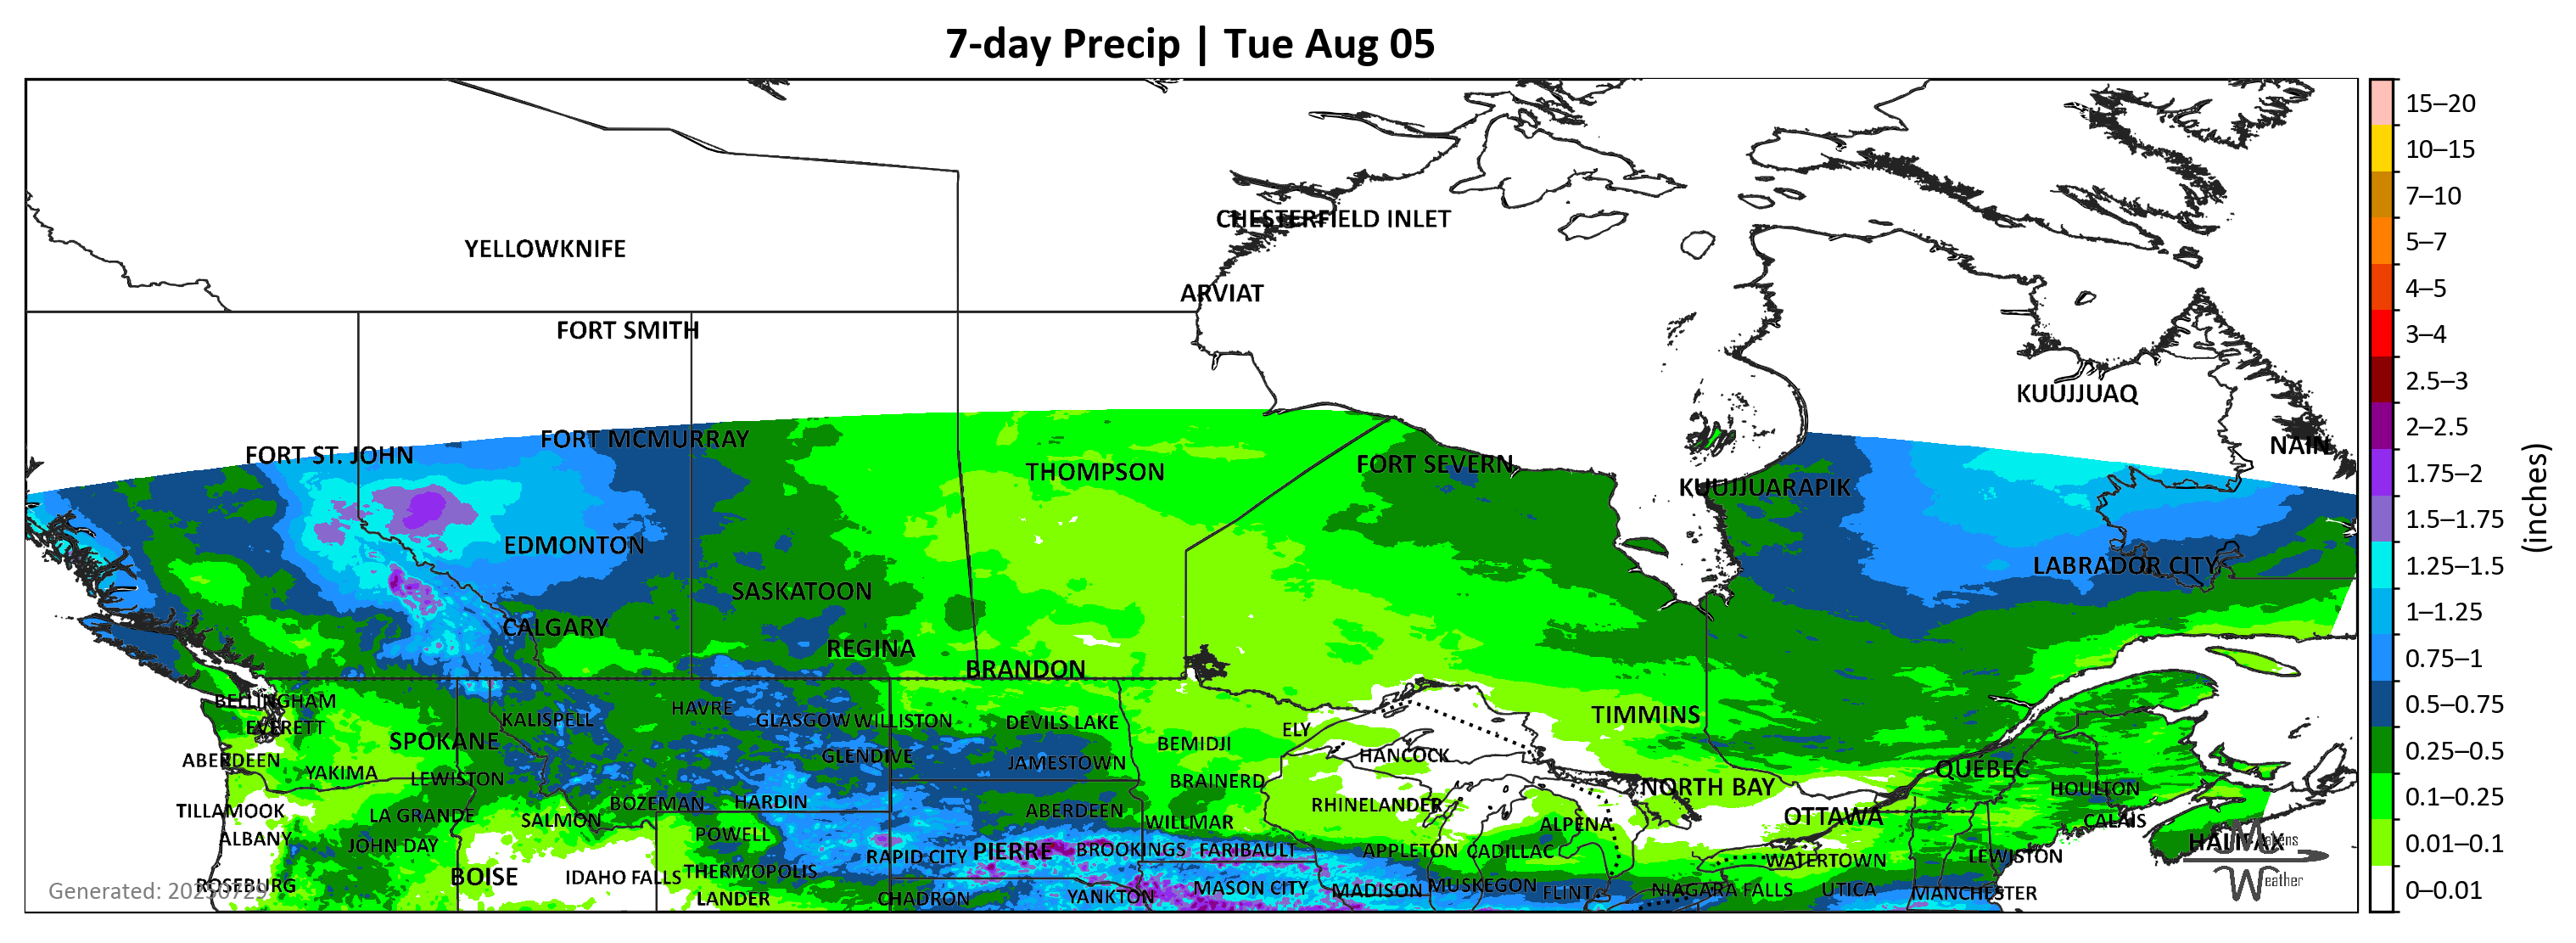 7-day Precip | Tue Aug 05
CHESTERFIELD INLET
YELLOWKNIFE
ARVIAT
FORT SMITH
KUUJJUAQ
FORT MCMURRAY
NAIN
FORT ST. JOHN
THOMPSON
FORT SEVERN
KUUJJUARAPIK
EDMONTON
LABRADOR CITY
SASKATOON
CALGARY
REGINA
BRANDON
BELLINGHAM
KALISPELL
HAVRE
GLASGOW
WILLISTON
DEVILS LAKE
TIMMINS
EVERETT
ELY
SPOKANE
BEMIDJI
GLENDIVE
HANCOCK
ABERDEEN
JAMESTOWN
QUÉBEC
YAKIMA
LEWISTON
BRAINERD
NORTH BAY
HOULTON
TILLAMOOK
LA GRANDE
BOZEMAN
HARDIN
ABERDEEN
RHINELANDER
OTTAWA
SALMON
WILLMAR
ALPENA
CALAIS
ALBANY
JOHN DAY
POWELL
HALIFAX
RAPID CITY
PIERRE
BROOKINGS
FARIBAULT
APPLETON
CADILLAC
WATERTOWN
LEWISTON
ROSEBURG
BOISE
IDAHO FALLS
THERMOPOLIS
MASON CITY
MADISON
MUSKEGON
FLINT
NIAGARA FALLS
UTICA
MANCHESTER
LANDER
CHADRON
YANKTON
Weather
15–20
10–15
7–10
5–7
4–5
3–4
2.5–3
2–2.5
1.75–2
1.5–1.75
1.25–1.5
1–1.25
0.75–1
0.5–0.75
0.25–0.5
0.1–0.25
0.01–0.1
0–0.01
(inches)
Generated: 20250729